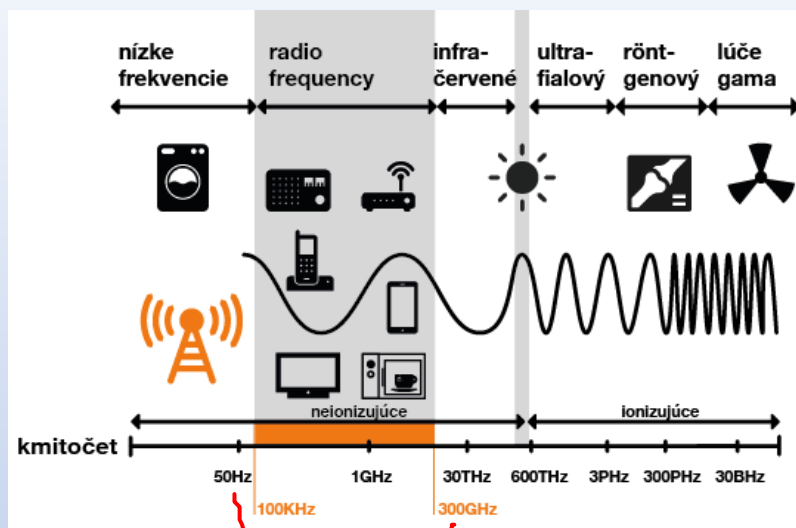 nízke
frekvencie
radio
frequency
infra-
červené
ultra-
fialový
rönt-
genový
lúče
gama
neionizujúce
ionizujúce
kmitočet
50Hz
1GHz
30THz
600THz
3PHz
300PHz
30BHz
100KHz
300GHz